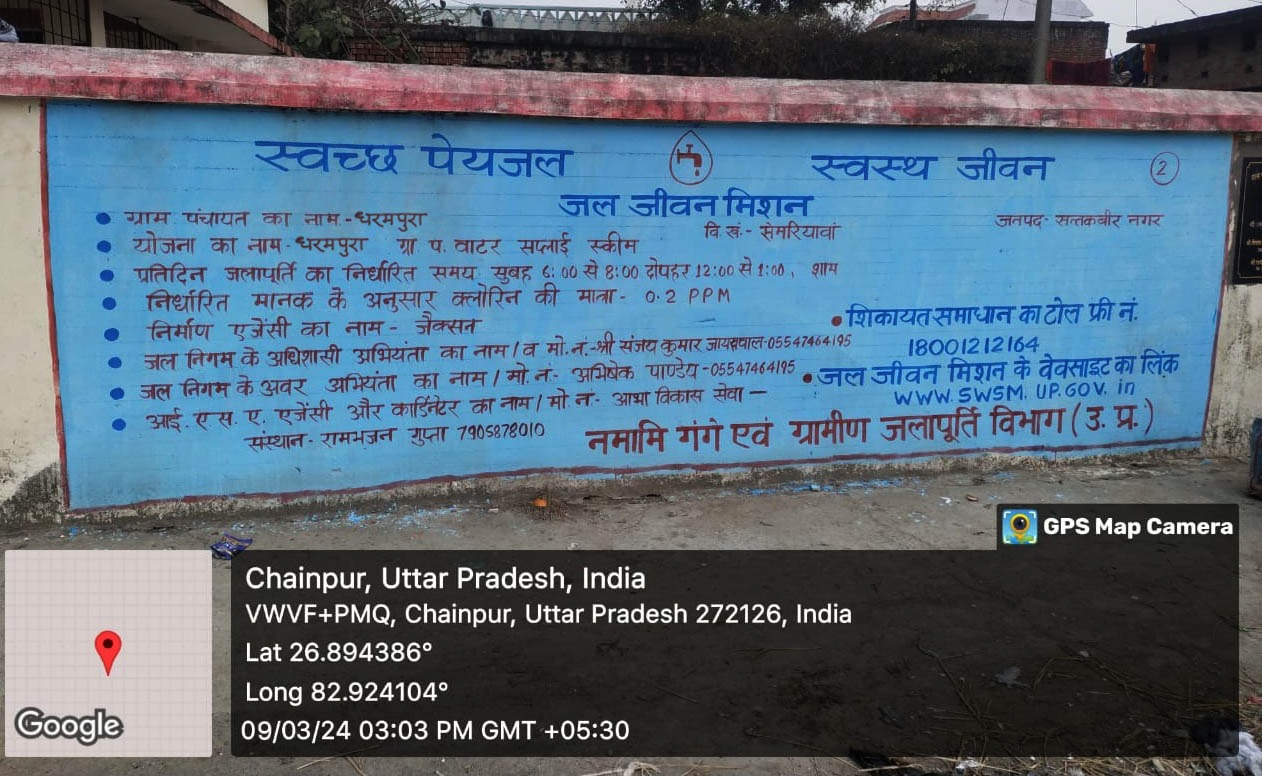 स्वच्छ पेयजल स्वस्थ जीवन 2
जल जीवन मिशन
ग्राम पंचायत का नाम - धरमपुरा वि.खं.- सेमरियावां जनपद- सन्तकबीर नगर
योजना का नाम - धरमपुरा ग्रा प. वाटर सप्लाई स्कीम
प्रतिदिन जलापूर्ति का निर्धारित समय सुबह 6:00 से 8:00 दोपहर 12:00 से 1:00, शाम
निर्धारित मानक के अनुसार क्लोरिन की मात्रा - 0.2 PPM
निर्माण एजेंसी का नाम - जैक्सन
जल निगम के अधिशासी अभियंता का नाम / व मो.नं.-श्री संजय कुमार जायसवाल-05547464195
जल निगम के अवर अभियंता का नाम / मो.नं- अभिषेक पाण्डेय -05547464195
आई. एस. ए. एजेंसी और कार्डिनेटर का नाम / मो नं- आभा विकास सेवा –
संस्थान - रामभजन गुप्ता 7905878010
शिकायत समाधान का टोल फ्री नं.
18001212164
जल जीवन मिशन के वेवसाइट का लिंक
WWW.SWSM.UP.GOV.in
नमामि गंगे एवं ग्रामीण जलापूर्ति विभाग (उ.प्र.)
GPS Map Camera
Chainpur, Uttar Pradesh, India
VWVF+PMQ, Chainpur, Uttar Pradesh 272126, India
Lat 26.894386°
Long 82.924104°
09/03/24 03:03 PM GMT +05:30
Google